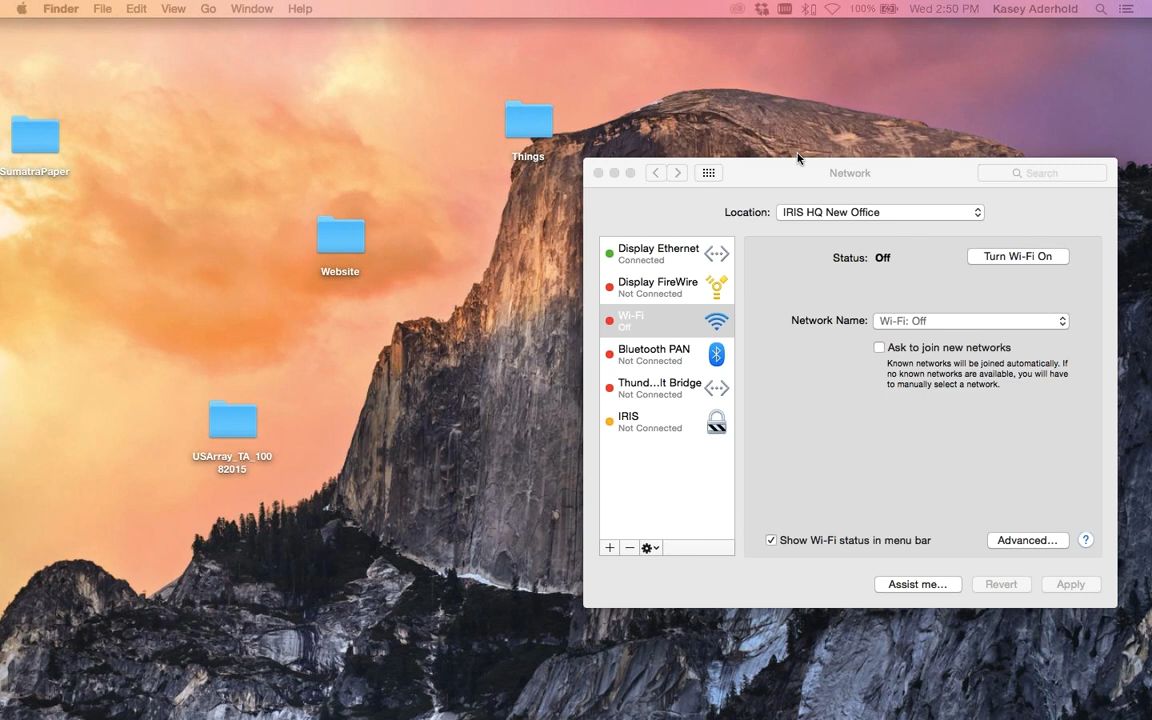 Finder File Edit View Go Window Help
100% Wed 2:50 PM Kasey Aderhold
SumatraPaper
Things
Website
USArray_TA_100
82015
Network
Search
Location: IRIS HQ New Office
Display Ethernet
Connected
Display FireWire
Not Connected
Wi-Fi
Off
Bluetooth PAN
Not Connected
Thund...lt Bridge
Not Connected
IRIS
Not Connected
Status: Off
Turn Wi-Fi On
Network Name: Wi-Fi: Off
Ask to join new networks
Known networks will be joined automatically. If
no known networks are available, you will have
to manually select a network.
Show Wi-Fi status in menu bar
Advanced...
?
Assist me...
Revert
Apply